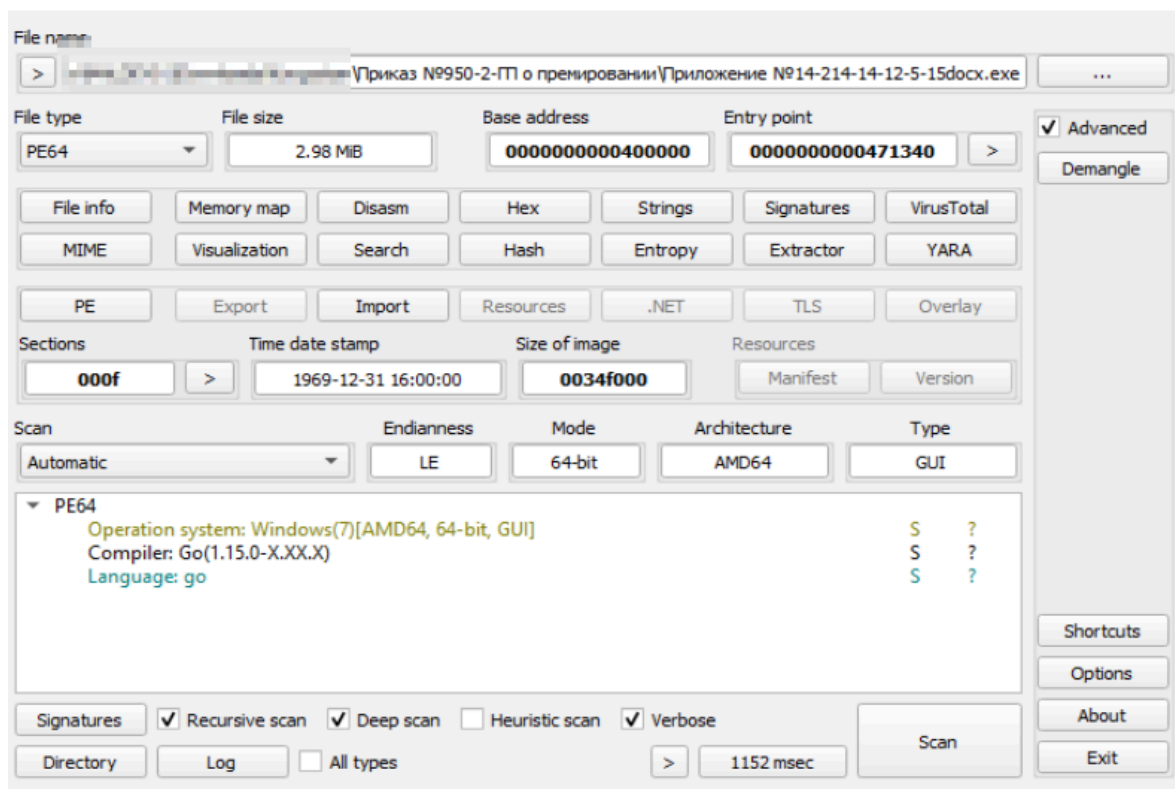 File name
> \Приказ №950-2-ГП о премировании\Приложение №14-214-14-12-5-15docx.exe ...
File type File size Base address Entry point
Advanced
PE64 2.98 MiB 0000000000400000 0000000000471340 >
Demangle
File info Memory map Disasm Hex Strings Signatures VirusTotal
MIME Visualization Search Hash Entropy Extractor YARA
PE Export Import Resources .NET TLS Overlay
Sections Time date stamp Size of image Resources
000f > 1969-12-31 16:00:00 0034f000 Manifest Version
Scan Endianness Mode Architecture Type
Automatic LE 64-bit AMD64 GUI
PE64
Operation system: Windows(7)[AMD64, 64-bit, GUI] S ?
Compiler: Go(1.15.0-X.XX.X) S ?
Language: go S ?
Shortcuts
Options
Signatures Recursive scan Deep scan Heuristic scan Verbose Scan About
Directory Log All types > 1152 msec Exit